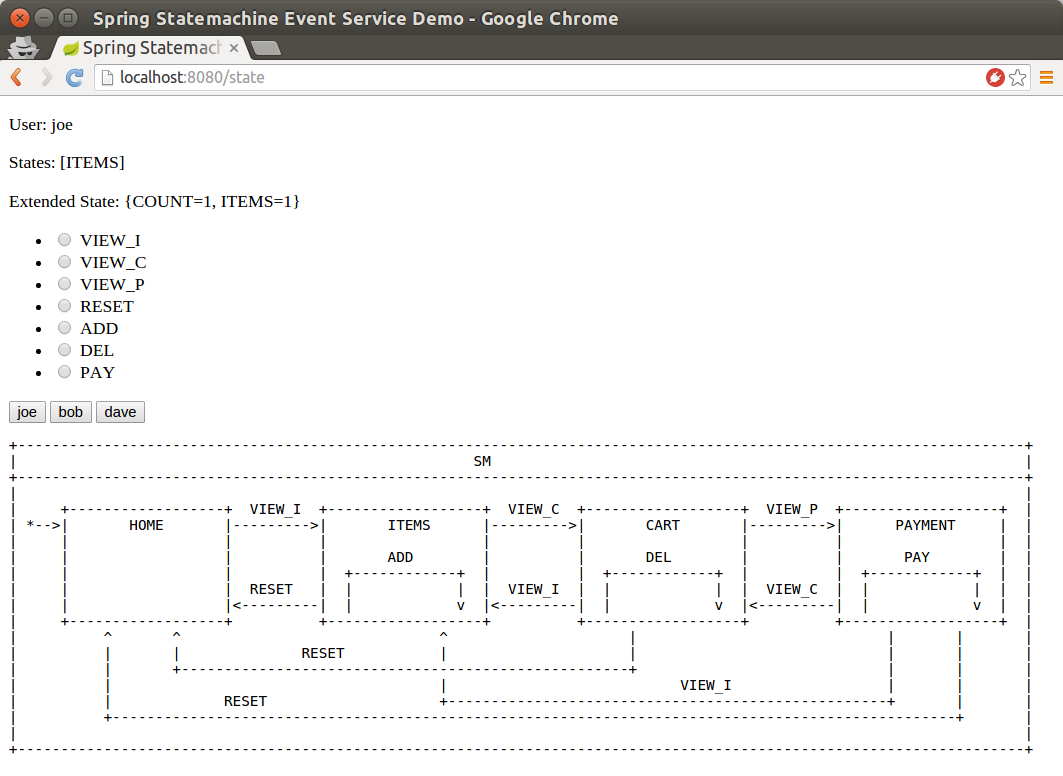 Spring Statemachine Event Service Demo - Google Chrome
Spring Statemach
localhost:8080/state
User: joe
States: [ITEMS]
Extended State: {COUNT=1, ITEMS=1}
VIEW_I
VIEW_C
VIEW_P
RESET
ADD
DEL
PAY
joe bob dave
SM
VIEW_I VIEW_C VIEW_P
*--> HOME ---------> ITEMS ---------> CART ---------> PAYMENT
ADD DEL PAY
RESET VIEW_I VIEW_C
<--------- v <--------- v <--------- v
^ ^ ^
RESET
VIEW_I
RESET